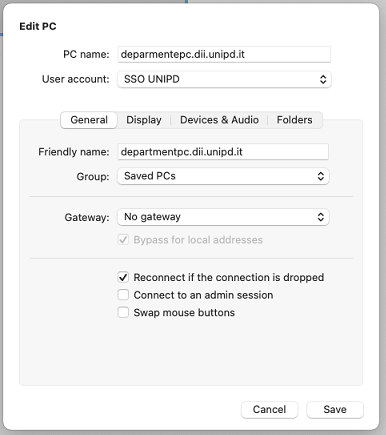 Edit PC
PC name: deparmentepc.dii.unipd.it
User account: SSO UNIPD
General Display Devices & Audio Folders
Friendly name: departmentpc.dii.unipd.it
Group: Saved PCs
Gateway: No gateway
Bypass for local addresses
Reconnect if the connection is dropped
Connect to an admin session
Swap mouse buttons
Cancel Save